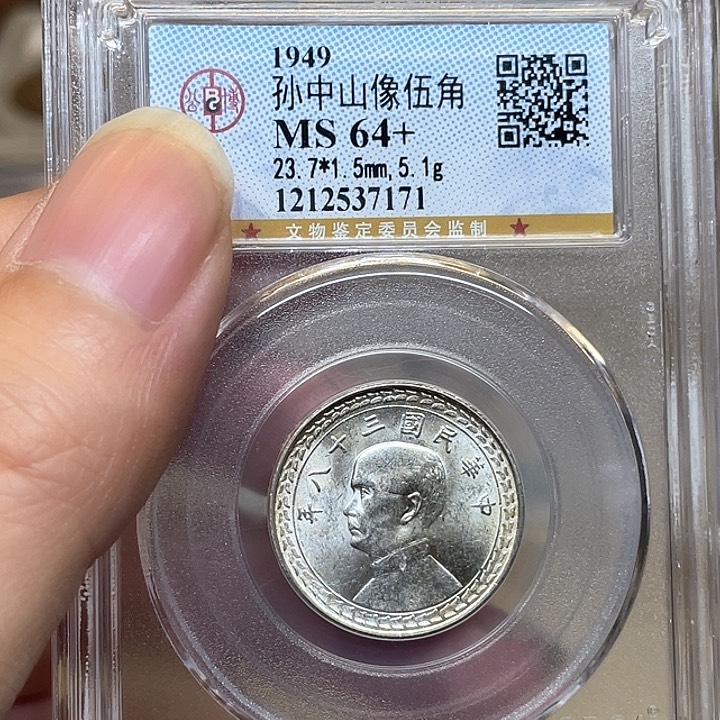 1949
孙中山像伍角
MS 64+
23.7*1.5mm, 5.1g
1212537171
★ 文物鉴定委员会监制 ★
中華民國三十八年